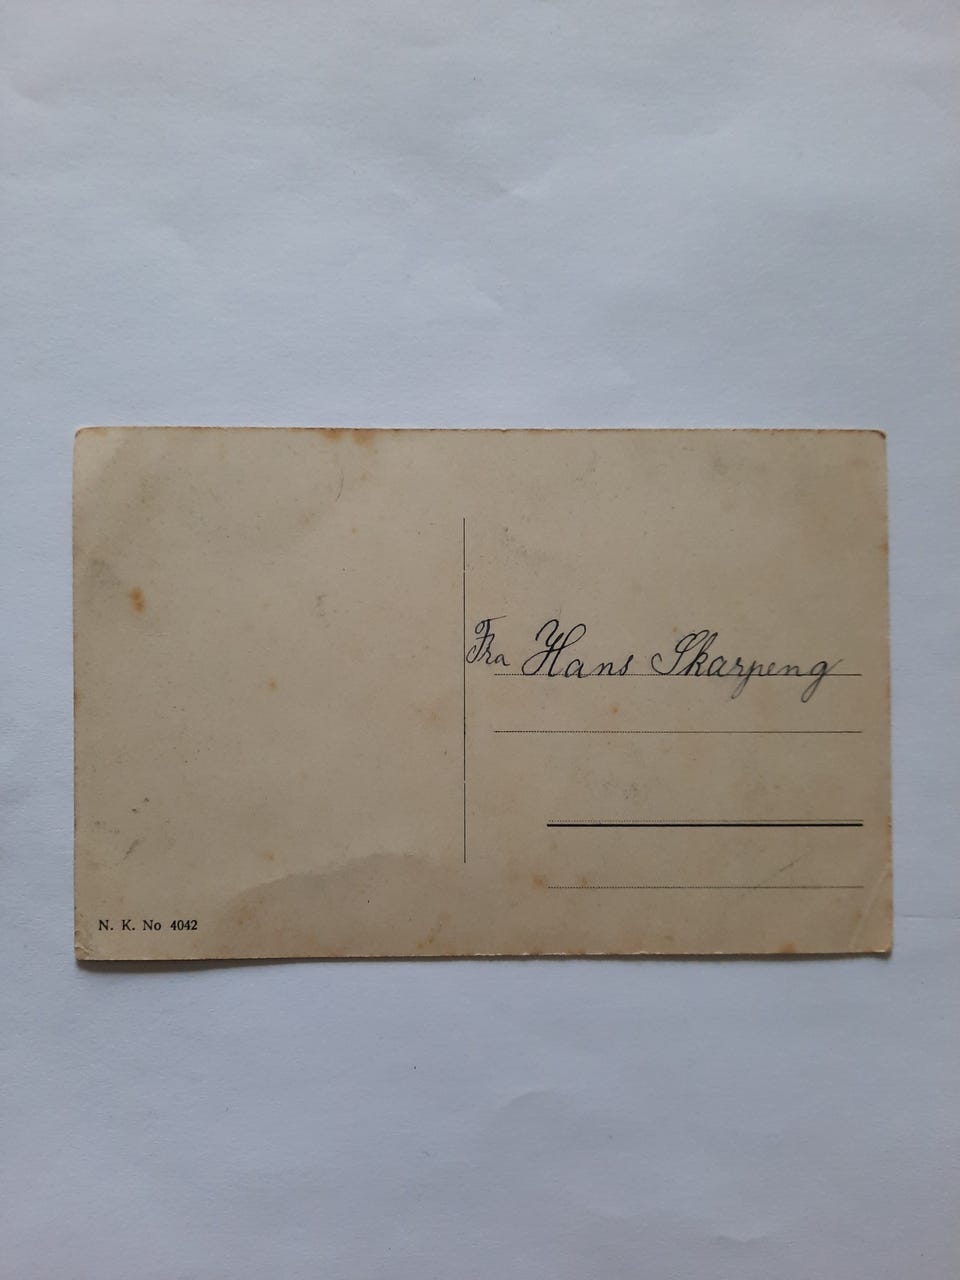 Fra Hans Skarpeng
N. K. No 4042